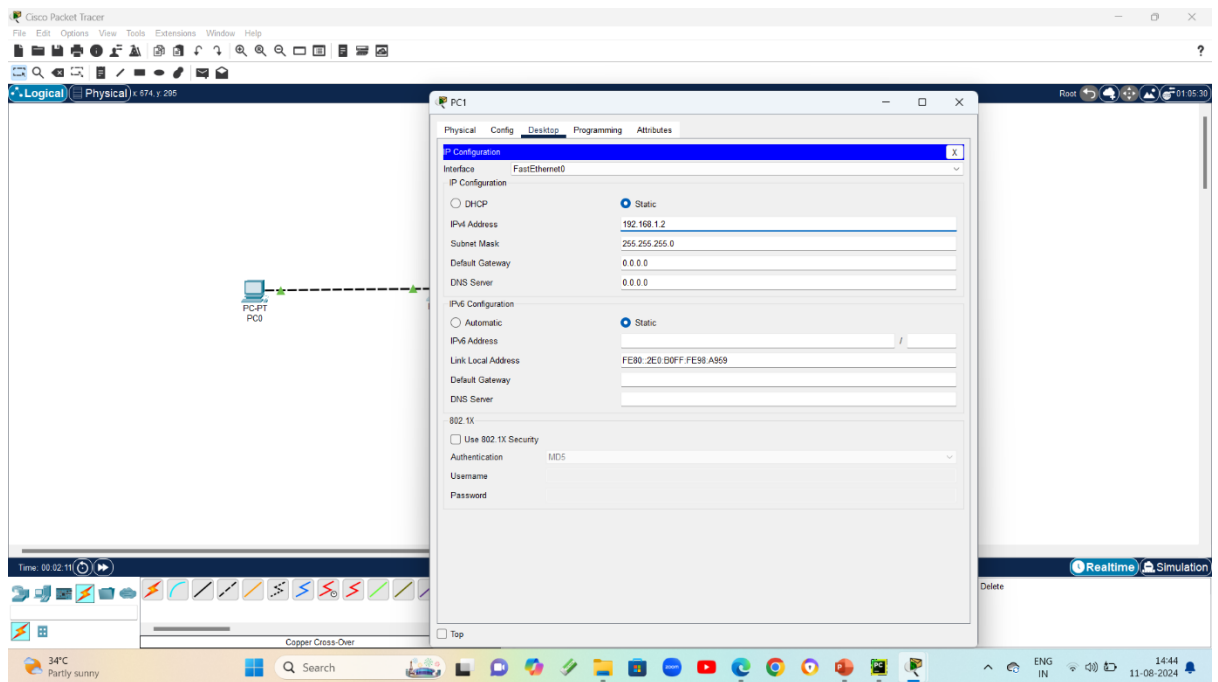 Cisco Packet Tracer
File Edit Options View Tools Extensions Window Help
?
Logical Physical x: 674, y: 295
Root 01:05:30
PC1
Physical Config Desktop Programming Attributes
IP Configuration X
Interface FastEthernet0
IP Configuration
DHCP Static
IPv4 Address 192.168.1.2
Subnet Mask 255.255.255.0
Default Gateway 0.0.0.0
DNS Server 0.0.0.0
IPv6 Configuration
Automatic Static
IPv6 Address /
Link Local Address FE80::2E0:B0FF:FE98:A959
Default Gateway
DNS Server
802.1X
Use 802.1X Security
Authentication MD5
Username
Password
Top
PC-PT
PC0
Time: 00:02:11
Realtime Simulation
Delete
Copper Cross-Over
34°C
Partly sunny
Search
zoom
PC
ENG
IN
14:44
11-08-2024